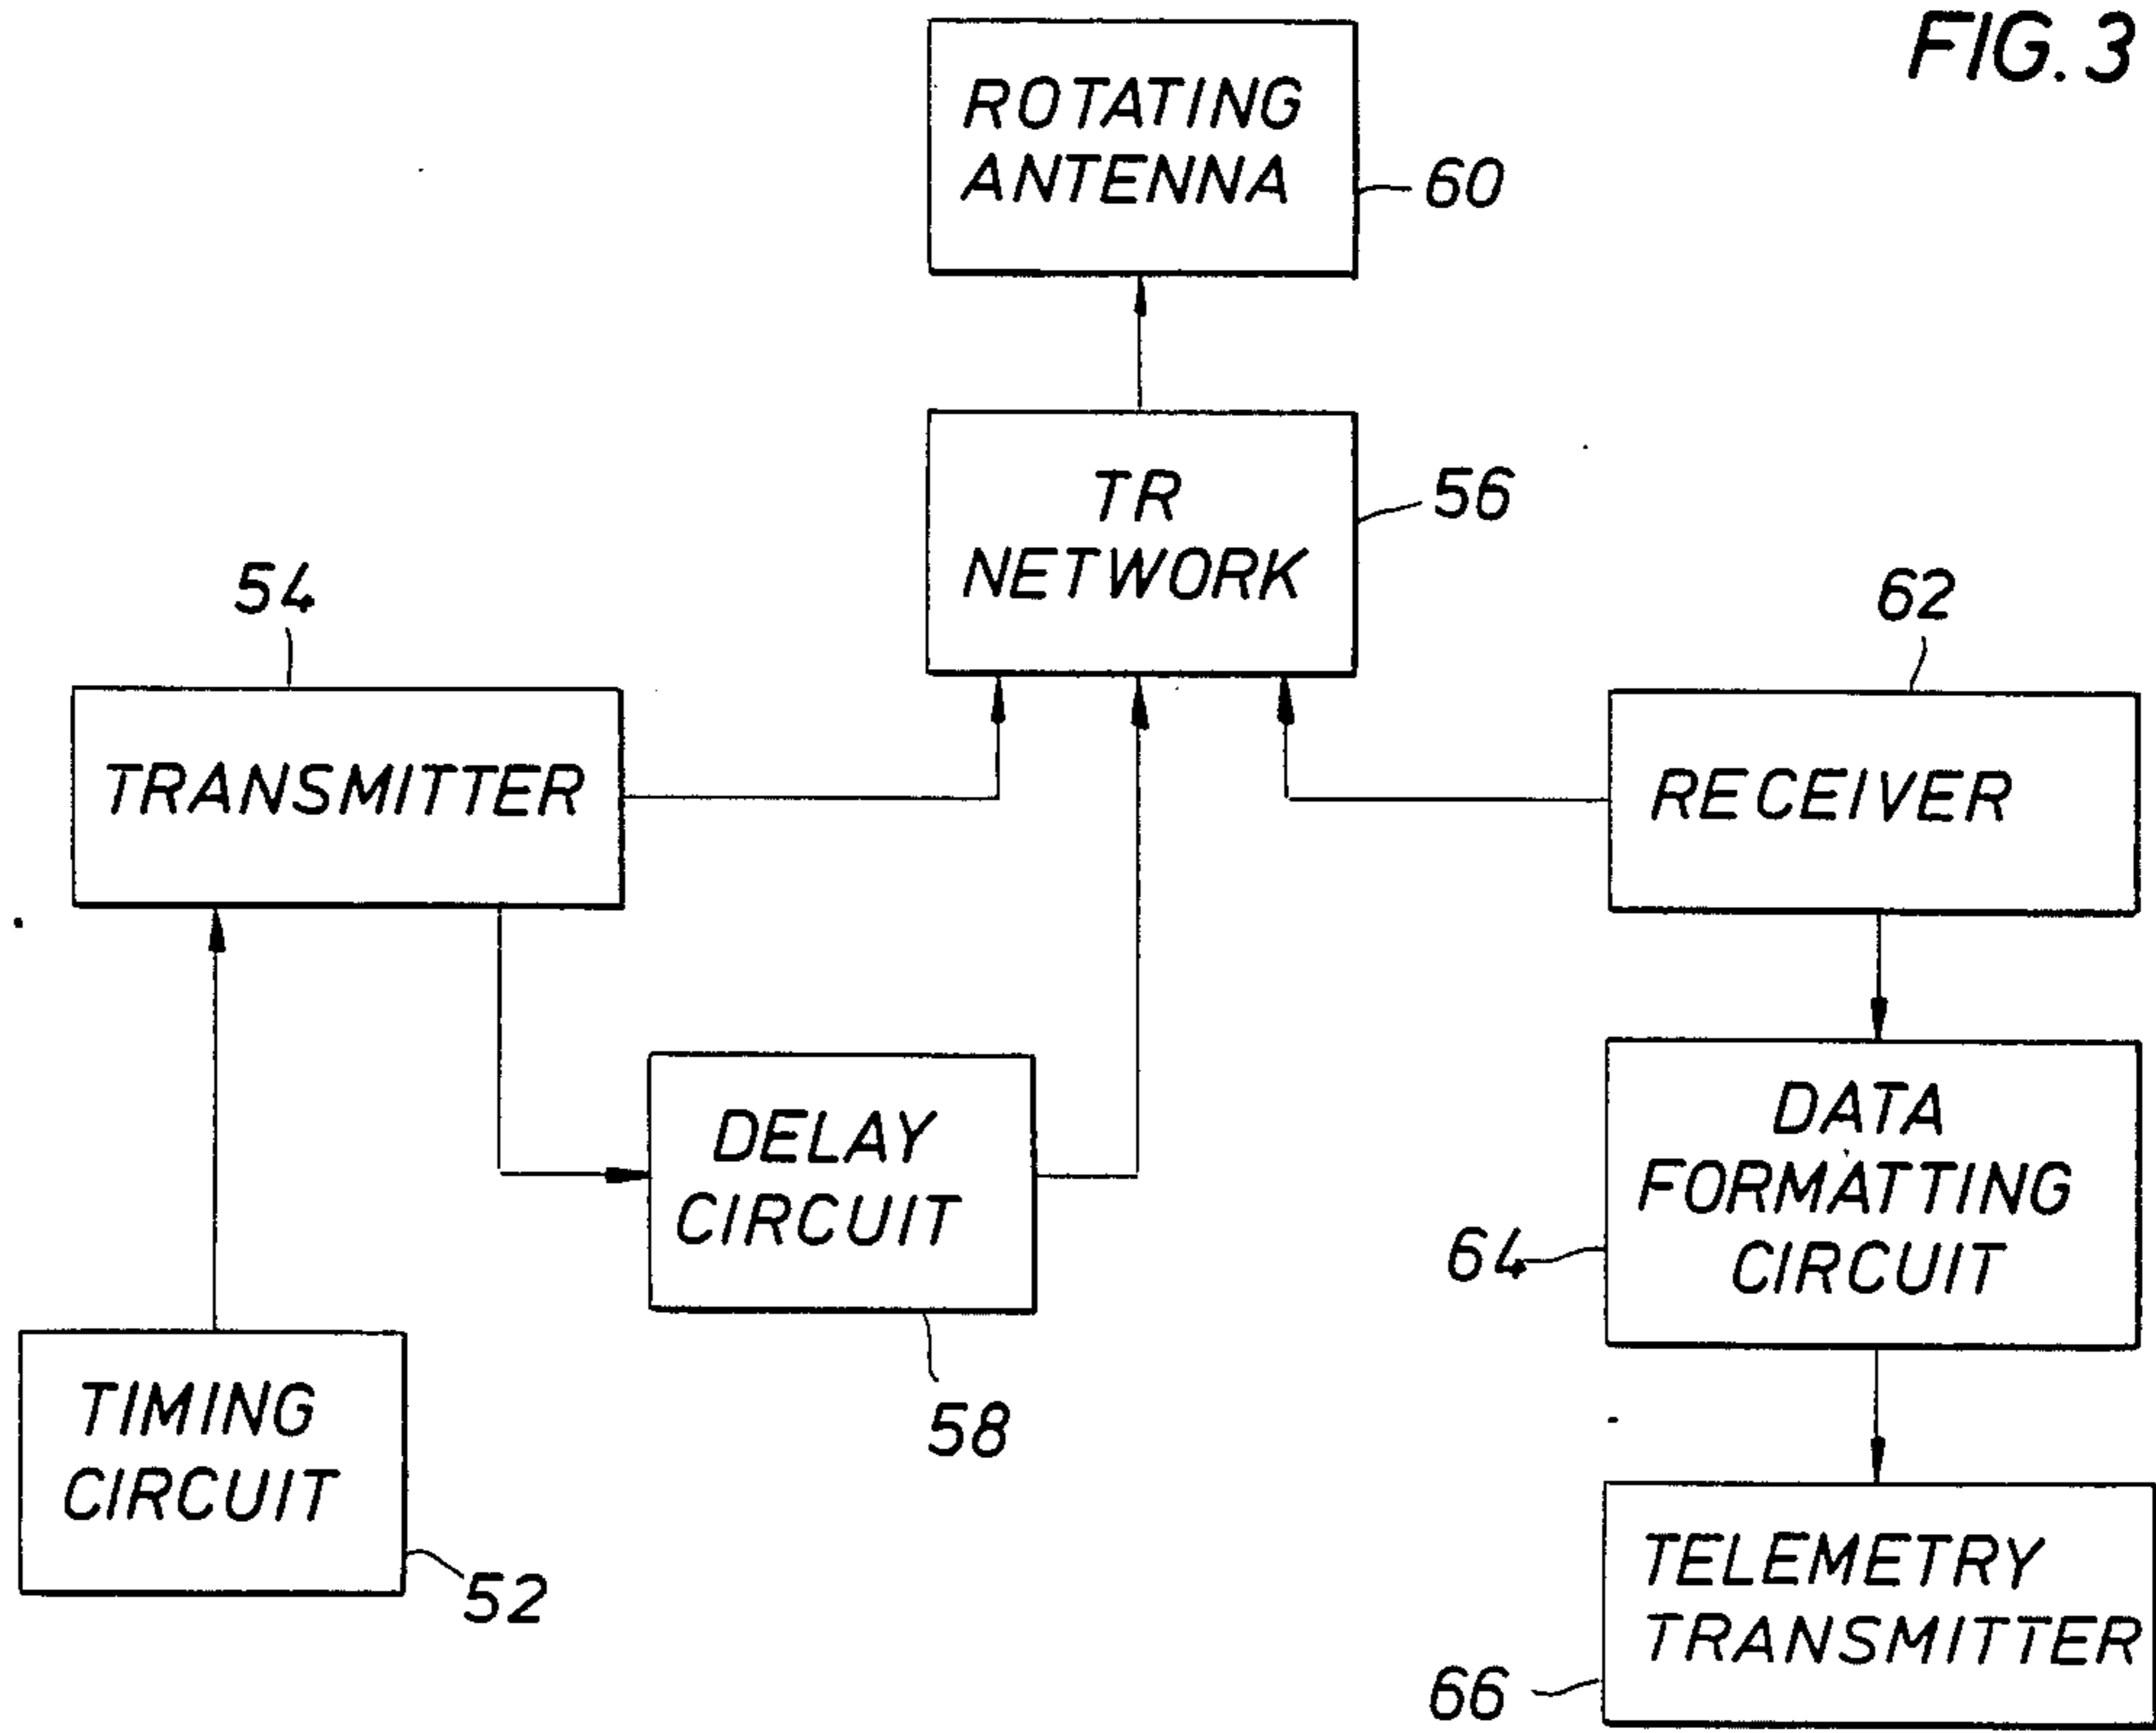 FIG. 3
ROTATING
ANTENNA
60
TR
NETWORK
56
54
TRANSMITTER
62
RECEIVER
DELAY
CIRCUIT
58
DATA
FORMATTING
CIRCUIT
64
TIMING
CIRCUIT
52
TELEMETRY
TRANSMITTER
66